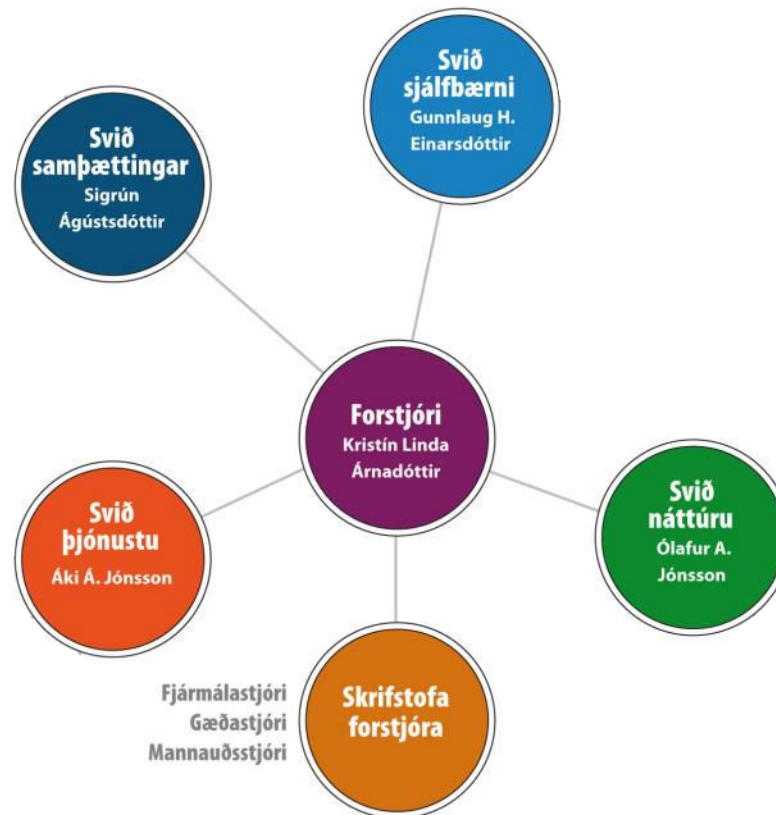 Svið
sjálfbærni
Gunnlaug H.
Einarsdóttir
Svið
samþættingar
Sigrún
Ágústsdóttir
Forstjóri
Kristín Linda
Árnadóttir
Svið
þjónustu
Áki Á. Jónsson
Svið
náttúru
Ólafur A.
Jónsson
Fjármálastjóri
Gæðastjóri
Mannauðsstjóri
Skrifstofa
forstjóra